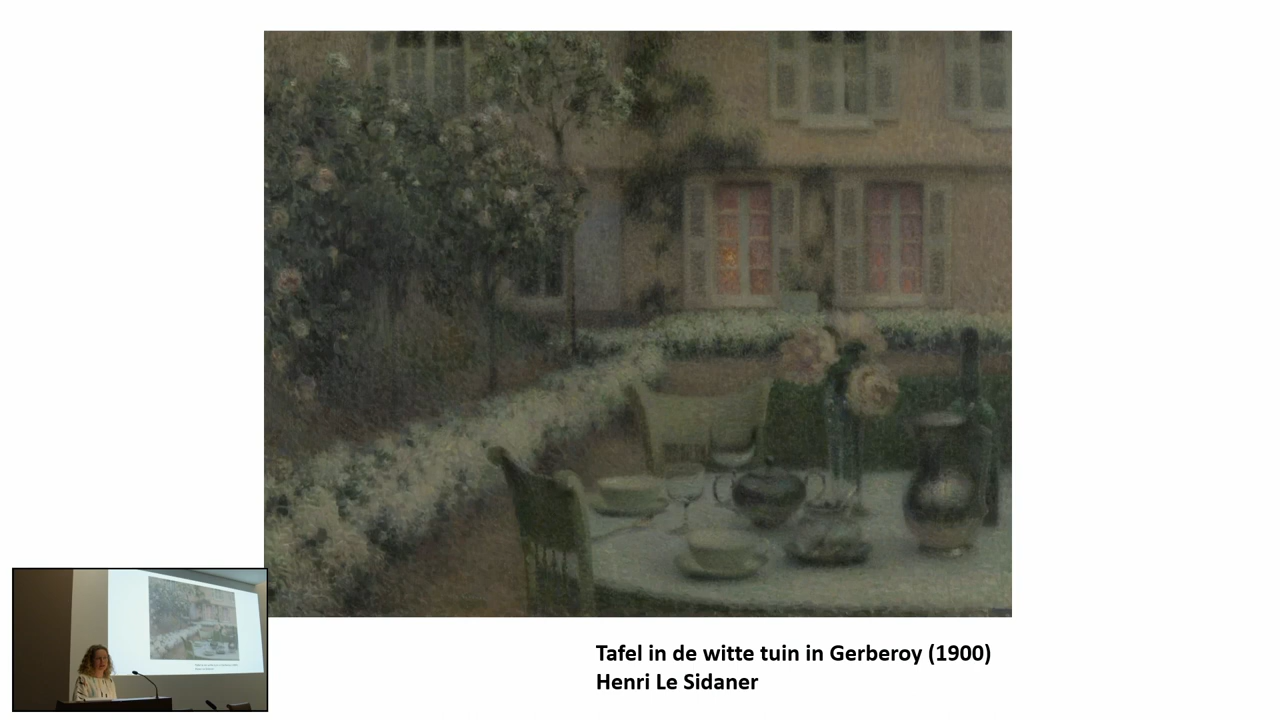 Tafel in de witte tuin in Gerberoy (1900)
Henri Le Sidaner